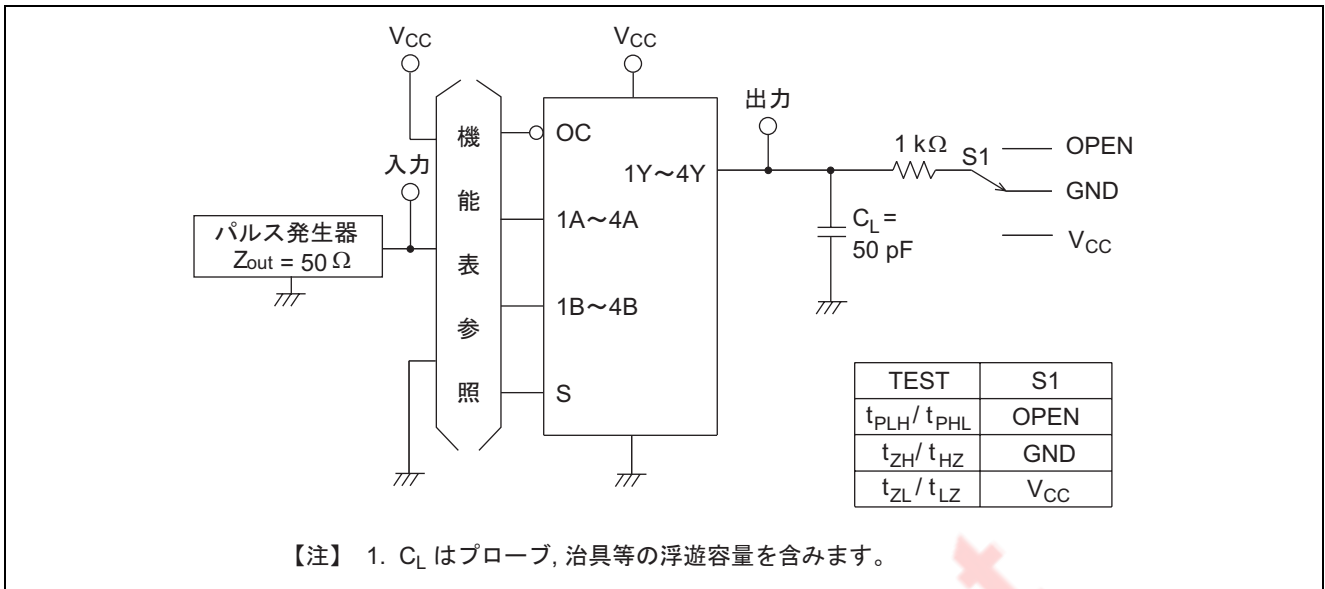 VCC
VCC
出力
入力
パルス発生器
Zout = 50 Ω
機能表参照
OC
1A～4A
1B～4B
S
1Y～4Y
1 kΩ
S1
OPEN
GND
VCC
CL =
50 pF
TEST S1
tPLH / tPHL OPEN
tZH / tHZ GND
tZL / tLZ VCC
【注】 1. CL はプローブ, 治具等の浮遊容量を含みます。